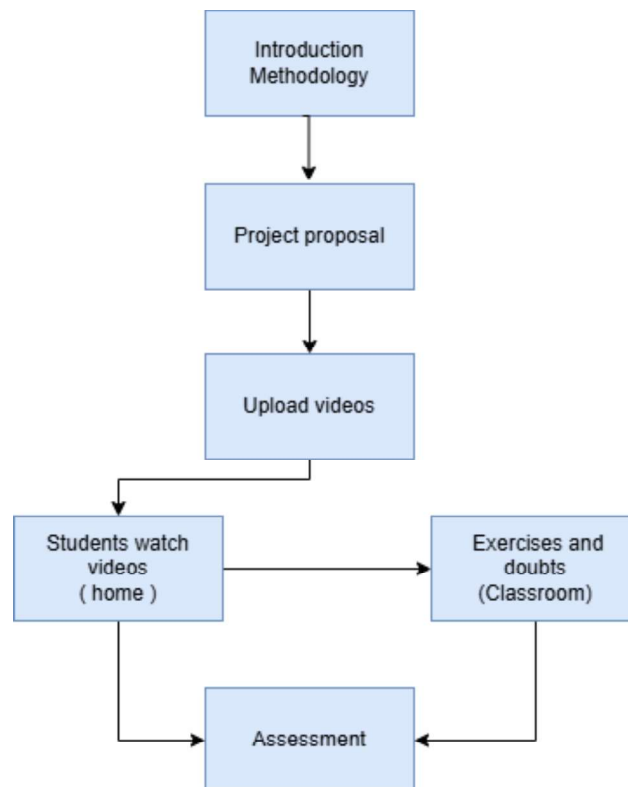 Introduction
Methodology
Project proposal
Upload videos
Students watch
videos
( home )
Exercises and
doubts
(Classroom)
Assessment